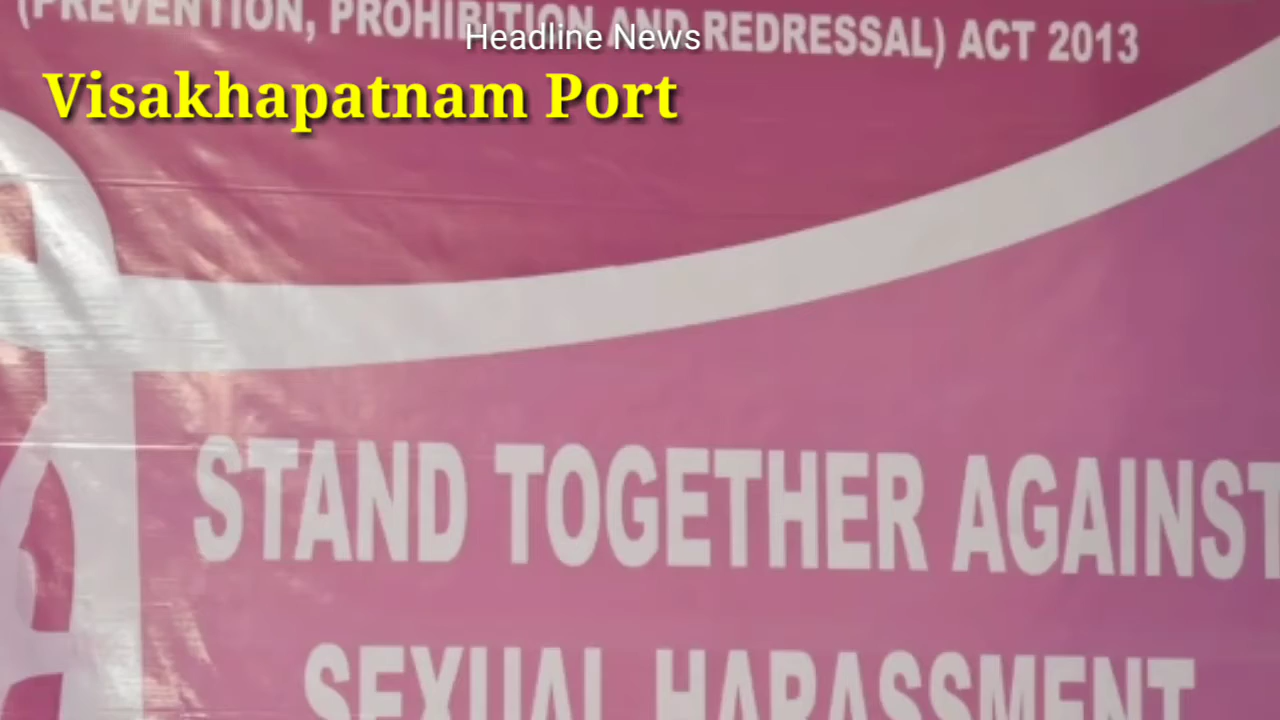 (PREVENTION, PROHIBITION AND REDRESSAL) ACT 2013
Headline News
Visakhapatnam Port
STAND TOGETHER AGAINST
SEXUAL HARASSMENT